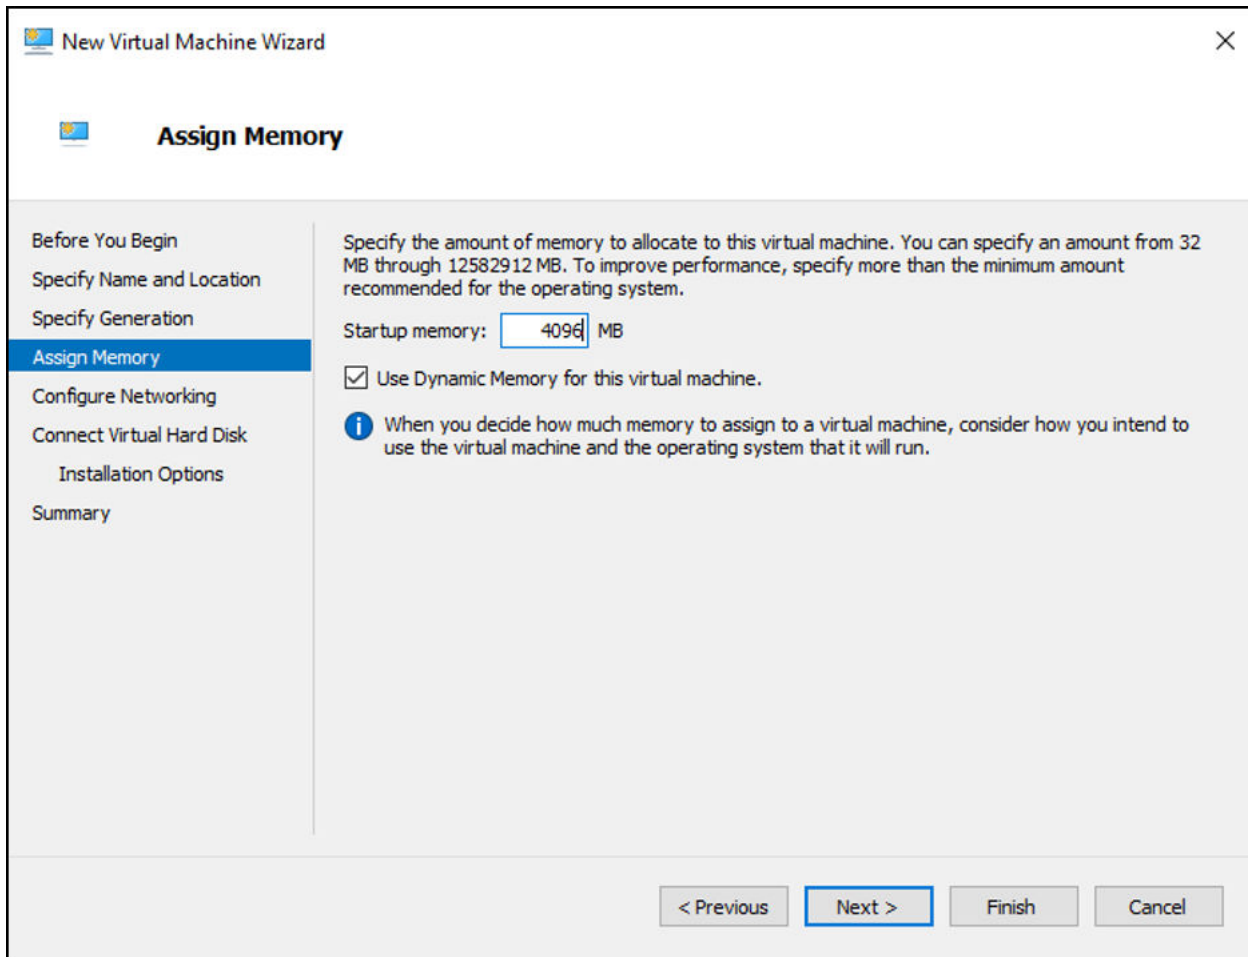 New Virtual Machine Wizard
Assign Memory
Before You Begin
Specify Name and Location
Specify Generation
Assign Memory
Configure Networking
Connect Virtual Hard Disk
Installation Options
Summary
Specify the amount of memory to allocate to this virtual machine. You can specify an amount from 32
MB through 12582912 MB. To improve performance, specify more than the minimum amount
recommended for the operating system.
Startup memory: 4096 MB
Use Dynamic Memory for this virtual machine.
When you decide how much memory to assign to a virtual machine, consider how you intend to
use the virtual machine and the operating system that it will run.
< Previous Next > Finish Cancel